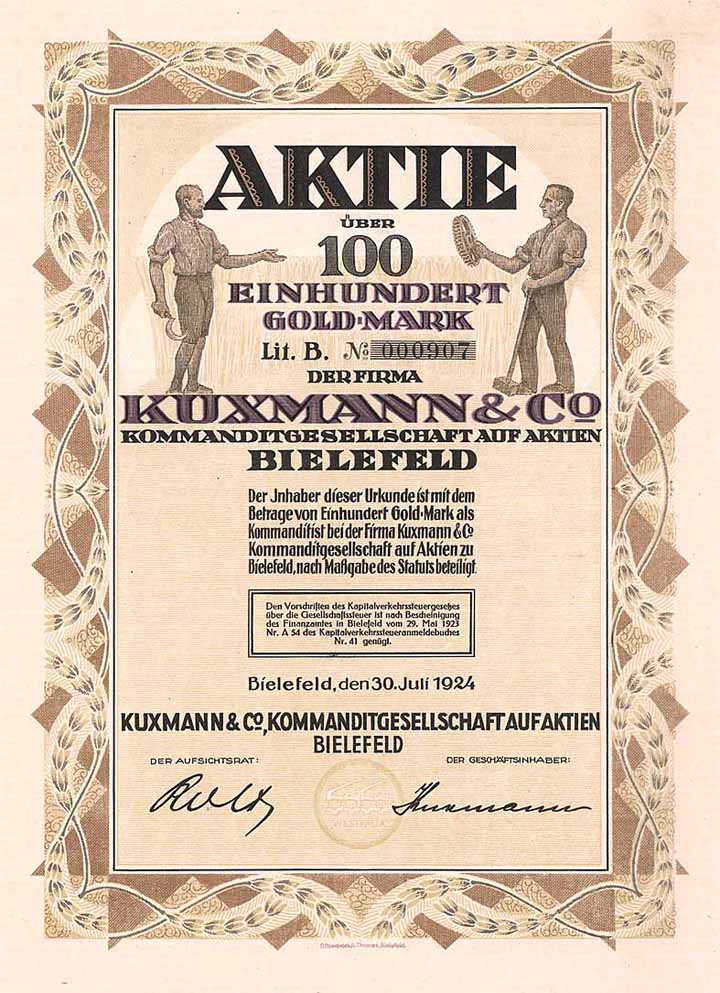 AKTIE
ÜBER
100
EINHUNDERT
GOLD-MARK
Lit. B. № 000907
DER FIRMA
KUXMANN & Co
KOMMANDITGESELLSCHAFT AUF AKTIEN
BIELEFELD
Der Jnhaber dieser Urkunde ist mit dem
Betrage von Einhundert Gold-Mark als
Kommanditist bei der Firma Kuxmann & Co
Kommanditgesellschaft auf Aktien zu
Bielefeld, nach Maßgabe des Statuts beteiligt.
Den Vorschriften des Kapitalverkehrssteuergesetzes
über die Gesellschaftssteuer ist nach Bescheinigung
des Finanzamtes in Bielefeld vom 29. Mai 1923
Nr. A 54 des Kapitalverkehrssteueranmeldebuches
Nr. 41 genügt.
Bielefeld, den 30. Juli 1924
KUXMANN & Co, KOMMANDITGESELLSCHAFT AUF AKTIEN
BIELEFELD
DER AUFSICHTSRAT: DER GESCHÄFTSINHABER:
Kuxmann
WESTFALIA
Thomas, Bielefeld.